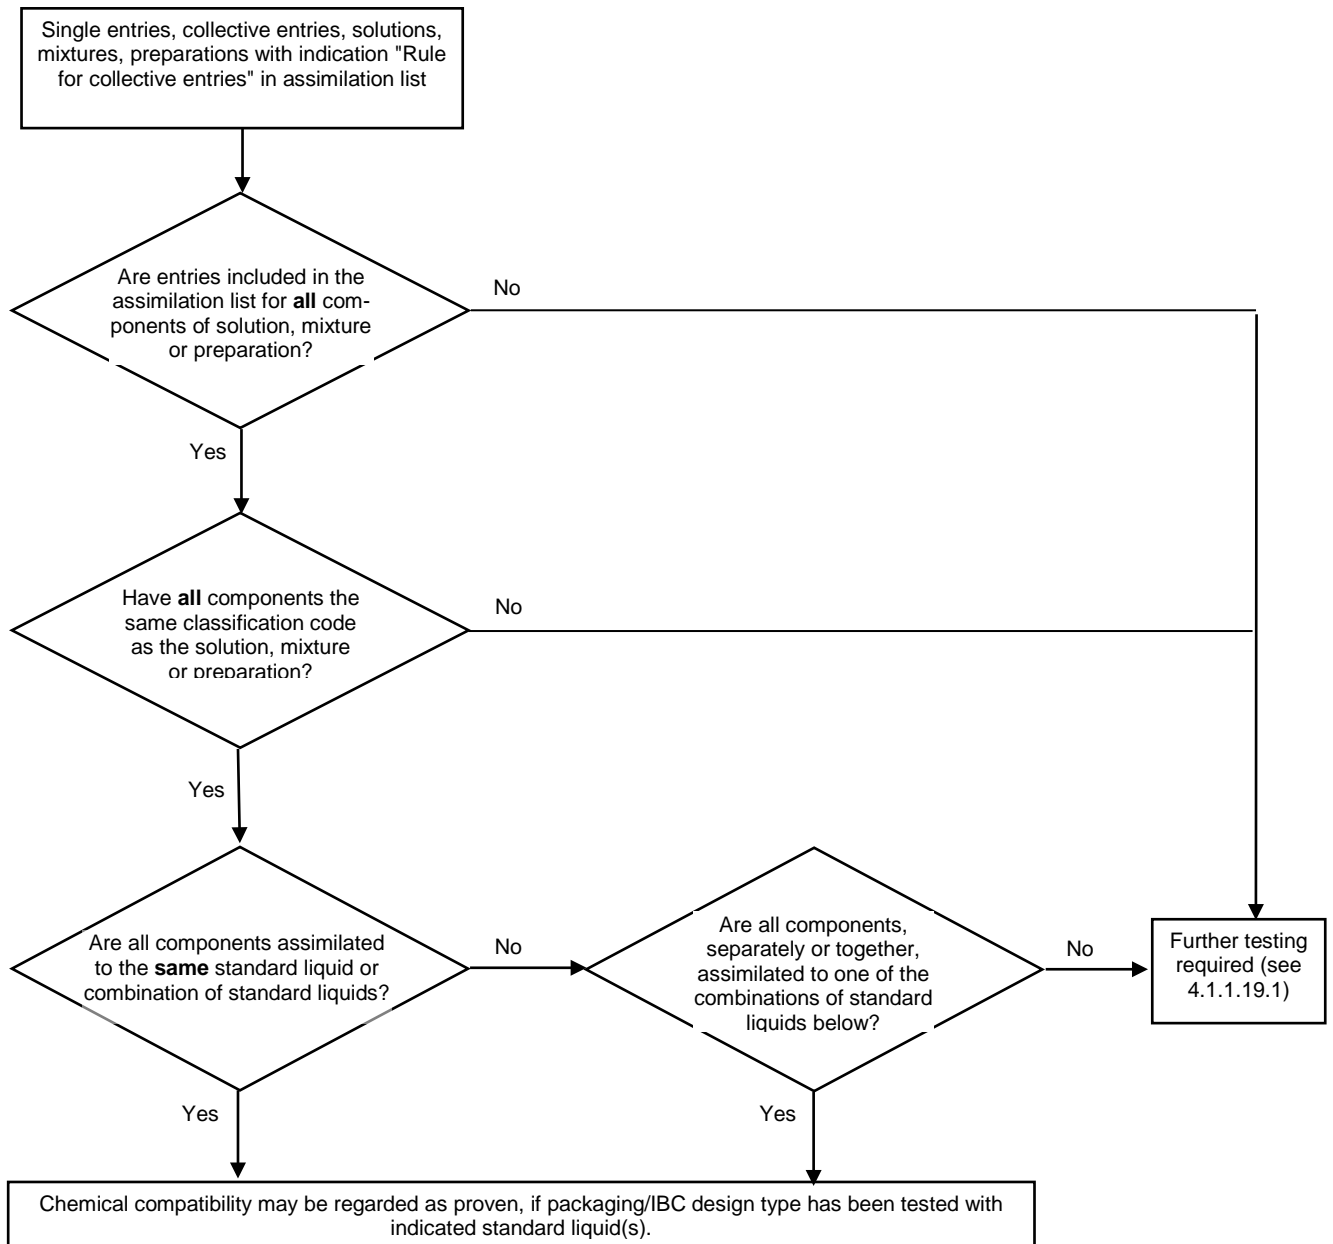 Single entries, collective entries, solutions,
mixtures, preparations with indication "Rule
for collective entries" in assimilation list
Are entries included in the
assimilation list for all com-
ponents of solution, mixture
or preparation?
No
Yes
Have all components the
same classification code
as the solution, mixture
or preparation?
No
Yes
Are all components assimilated
to the same standard liquid or
combination of standard liquids?
No
Are all components,
separately or together,
assimilated to one of the
combinations of standard
liquids below?
No
Further testing
required (see
4.1.1.19.1)
Yes
Yes
Chemical compatibility may be regarded as proven, if packaging/IBC design type has been tested with
indicated standard liquid(s).